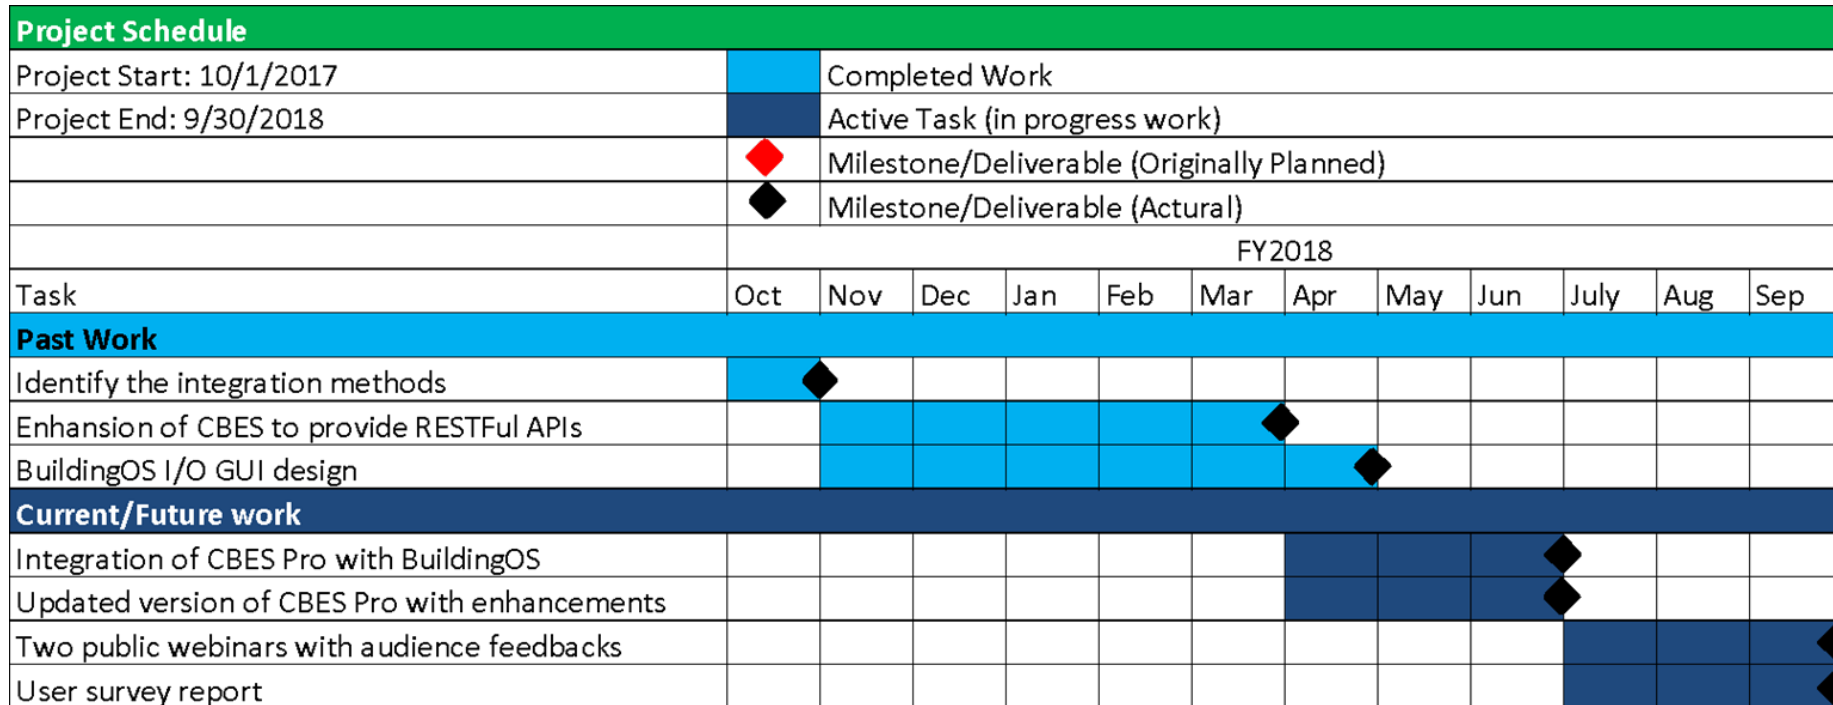 Project Schedule
Project Start: 10/1/2017 Completed Work
Project End: 9/30/2018 Active Task (in progress work)
Milestone/Deliverable (Originally Planned)
Milestone/Deliverable (Actural)
FY2018
Task Oct Nov Dec Jan Feb Mar Apr May Jun July Aug Sep
Past Work
Identify the integration methods
Enhansion of CBES to provide RESTFul APIs
BuildingOS I/O GUI design
Current/Future work
Integration of CBES Pro with BuildingOS
Updated version of CBES Pro with enhancements
Two public webinars with audience feedbacks
User survey report